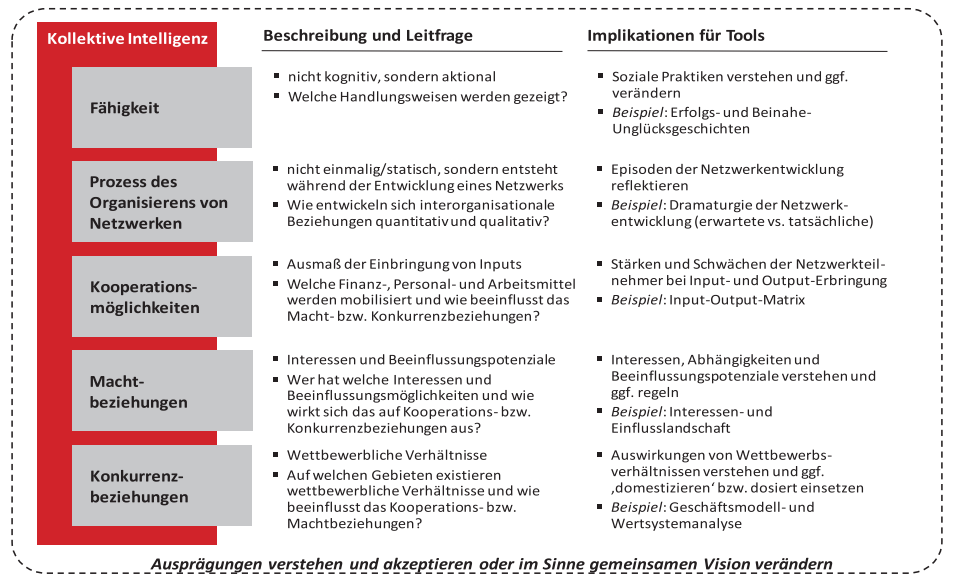 Kollektive Intelligenz
Beschreibung und Leitfrage
Implikationen für Tools
Fähigkeit
▪ nicht kognitiv, sondern aktional
▪ Welche Handlungsweisen werden gezeigt?
▪ Soziale Praktiken verstehen und ggf.
verändern
▪ Beispiel: Erfolgs- und Beinahe-
Unglücksgeschichten
Prozess des
Organisierens von
Netzwerken
▪ nicht einmalig/statisch, sondern entsteht
während der Entwicklung eines Netzwerks
▪ Wie entwickeln sich interorganisationale
Beziehungen quantitativ und qualitativ?
▪ Episoden der Netzwerkentwicklung
reflektieren
▪ Beispiel: Dramaturgie der Netzwerk-
entwicklung (erwartete vs. tatsächliche)
Kooperations-
möglichkeiten
▪ Ausmaß der Einbringung von Inputs
▪ Welche Finanz-, Personal- und Arbeitsmittel
werden mobilisiert und wie beeinflusst das
Macht- bzw. Konkurrenzbeziehungen?
▪ Stärken und Schwächen der Netzwerkteil-
nehmer bei Input- und Output-Erbringung
▪ Beispiel: Input-Output-Matrix
Macht-
beziehungen
▪ Interessen und Beeinflussungspotenziale
▪ Wer hat welche Interessen und
Beeinflussungsmöglichkeiten und wie
wirkt sich das auf Kooperations- bzw.
Konkurrenzbeziehungen aus?
▪ Interessen, Abhängigkeiten und
Beeinflussungspotenziale verstehen und
ggf. regeln
▪ Beispiel: Interessen- und
Einflusslandschaft
Konkurrenz-
beziehungen
▪ Wettbewerbliche Verhältnisse
▪ Auf welchen Gebieten existieren
wettbewerbliche Verhältnisse und wie
beeinflusst das Kooperations- bzw.
Machtbeziehungen?
▪ Auswirkungen von Wettbewerbs-
verhältnissen verstehen und ggf.
‚domestizieren‘ bzw. dosiert einsetzen
▪ Beispiel: Geschäftsmodell- und
Wertsystemanalyse
Ausprägungen verstehen und akzeptieren oder im Sinne gemeinsamen Vision verändern